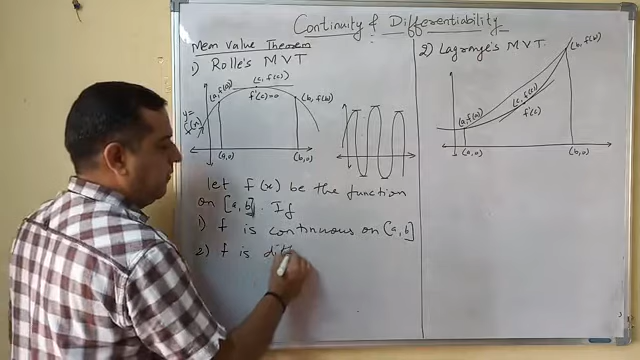 Continuity & Differentiability
Mean Value Theorem
1) Rolle's MVT
(c, f(c))
(a, f(a))
f'(c)=0
(b, f(b))
y=
f(x)
(a,0)
(b,0)
let f(x) be the function
on [a, b]. If
1) f is continuous on [a, b]
2) f is diff
2) Lagrange's MVT.
(b, f(b))
(c, f(c))
(a, f(a))
f'(c)
(a,0)
(b,0)